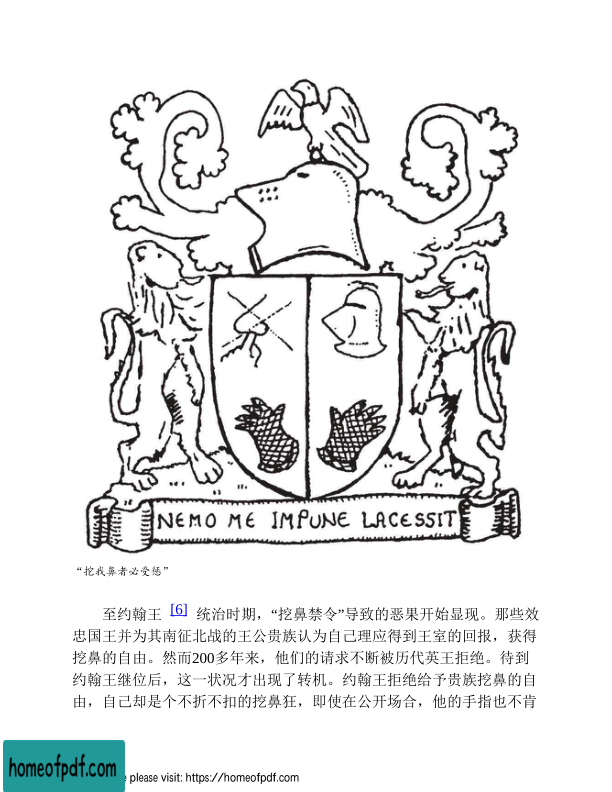 NEMO ME IMPUNE LACESSIT
“挖我鼻者必受惩”
至约翰王 [6] 统治时期，“挖鼻禁令”导致的恶果开始显现。那些效
忠国王并为其南征北战的王公贵族认为自己理应得到王室的回报，获得
挖鼻的自由。然而200多年来，他们的请求不断被历代英王拒绝。待到
约翰王继位后，这一状况才出现了转机。约翰王拒绝给予贵族挖鼻的自
由，自己却是个不折不扣的挖鼻狂，即使在公开场合，他的手指也不肯
homeofpdf.com
e please visit: https://homeofpdf.com